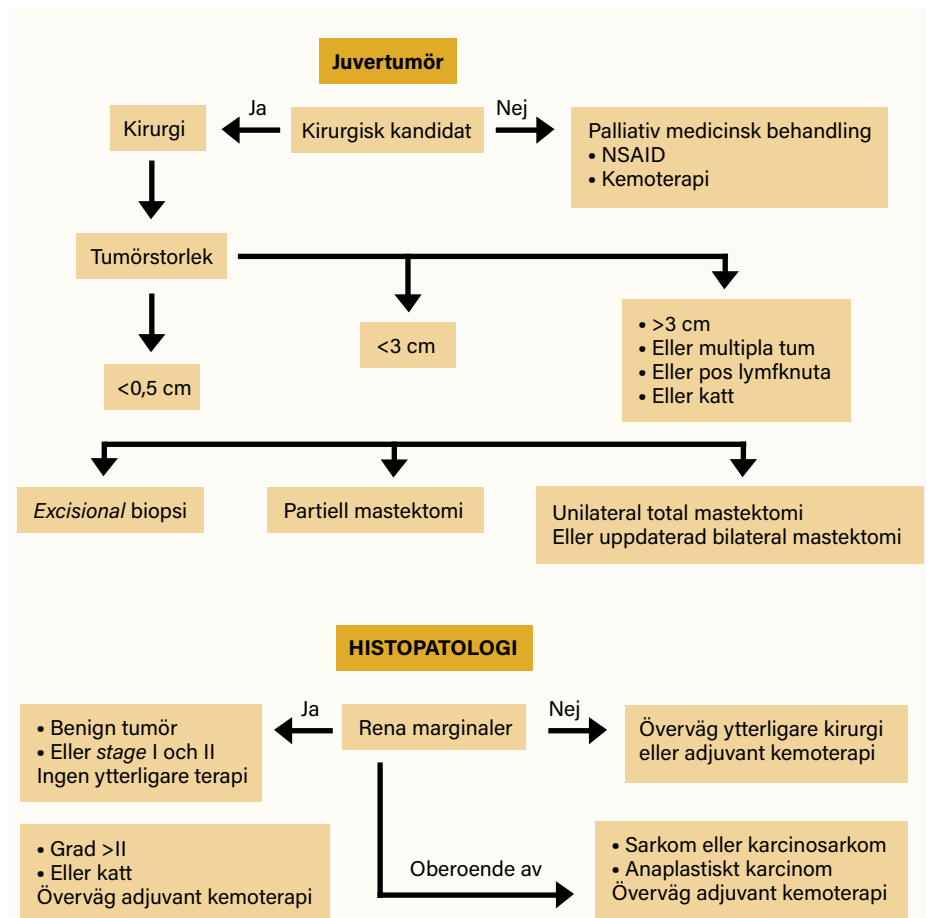 Juvertumör
Ja
Nej
Kirurgi
Kirurgisk kandidat
Palliativ medicinsk behandling
• NSAID
• Kemoterapi
Tumörstorlek
<0,5 cm
<3 cm
• >3 cm
• Eller multipla tum
• Eller pos lymfknuta
• Eller katt
Excisional biopsi
Partiell mastektomi
Unilateral total mastektomi
Eller uppdaterad bilateral mastektomi
HISTOPATOLOGI
Ja
Nej
• Benign tumör
• Eller stage I och II
Ingen ytterligare terapi
Rena marginaler
Överväg ytterligare kirurgi
eller adjuvant kemoterapi
• Grad >II
• Eller katt
Överväg adjuvant kemoterapi
Oberoende av
• Sarkom eller karcinosarkom
• Anaplastiskt karcinom
Överväg adjuvant kemoterapi